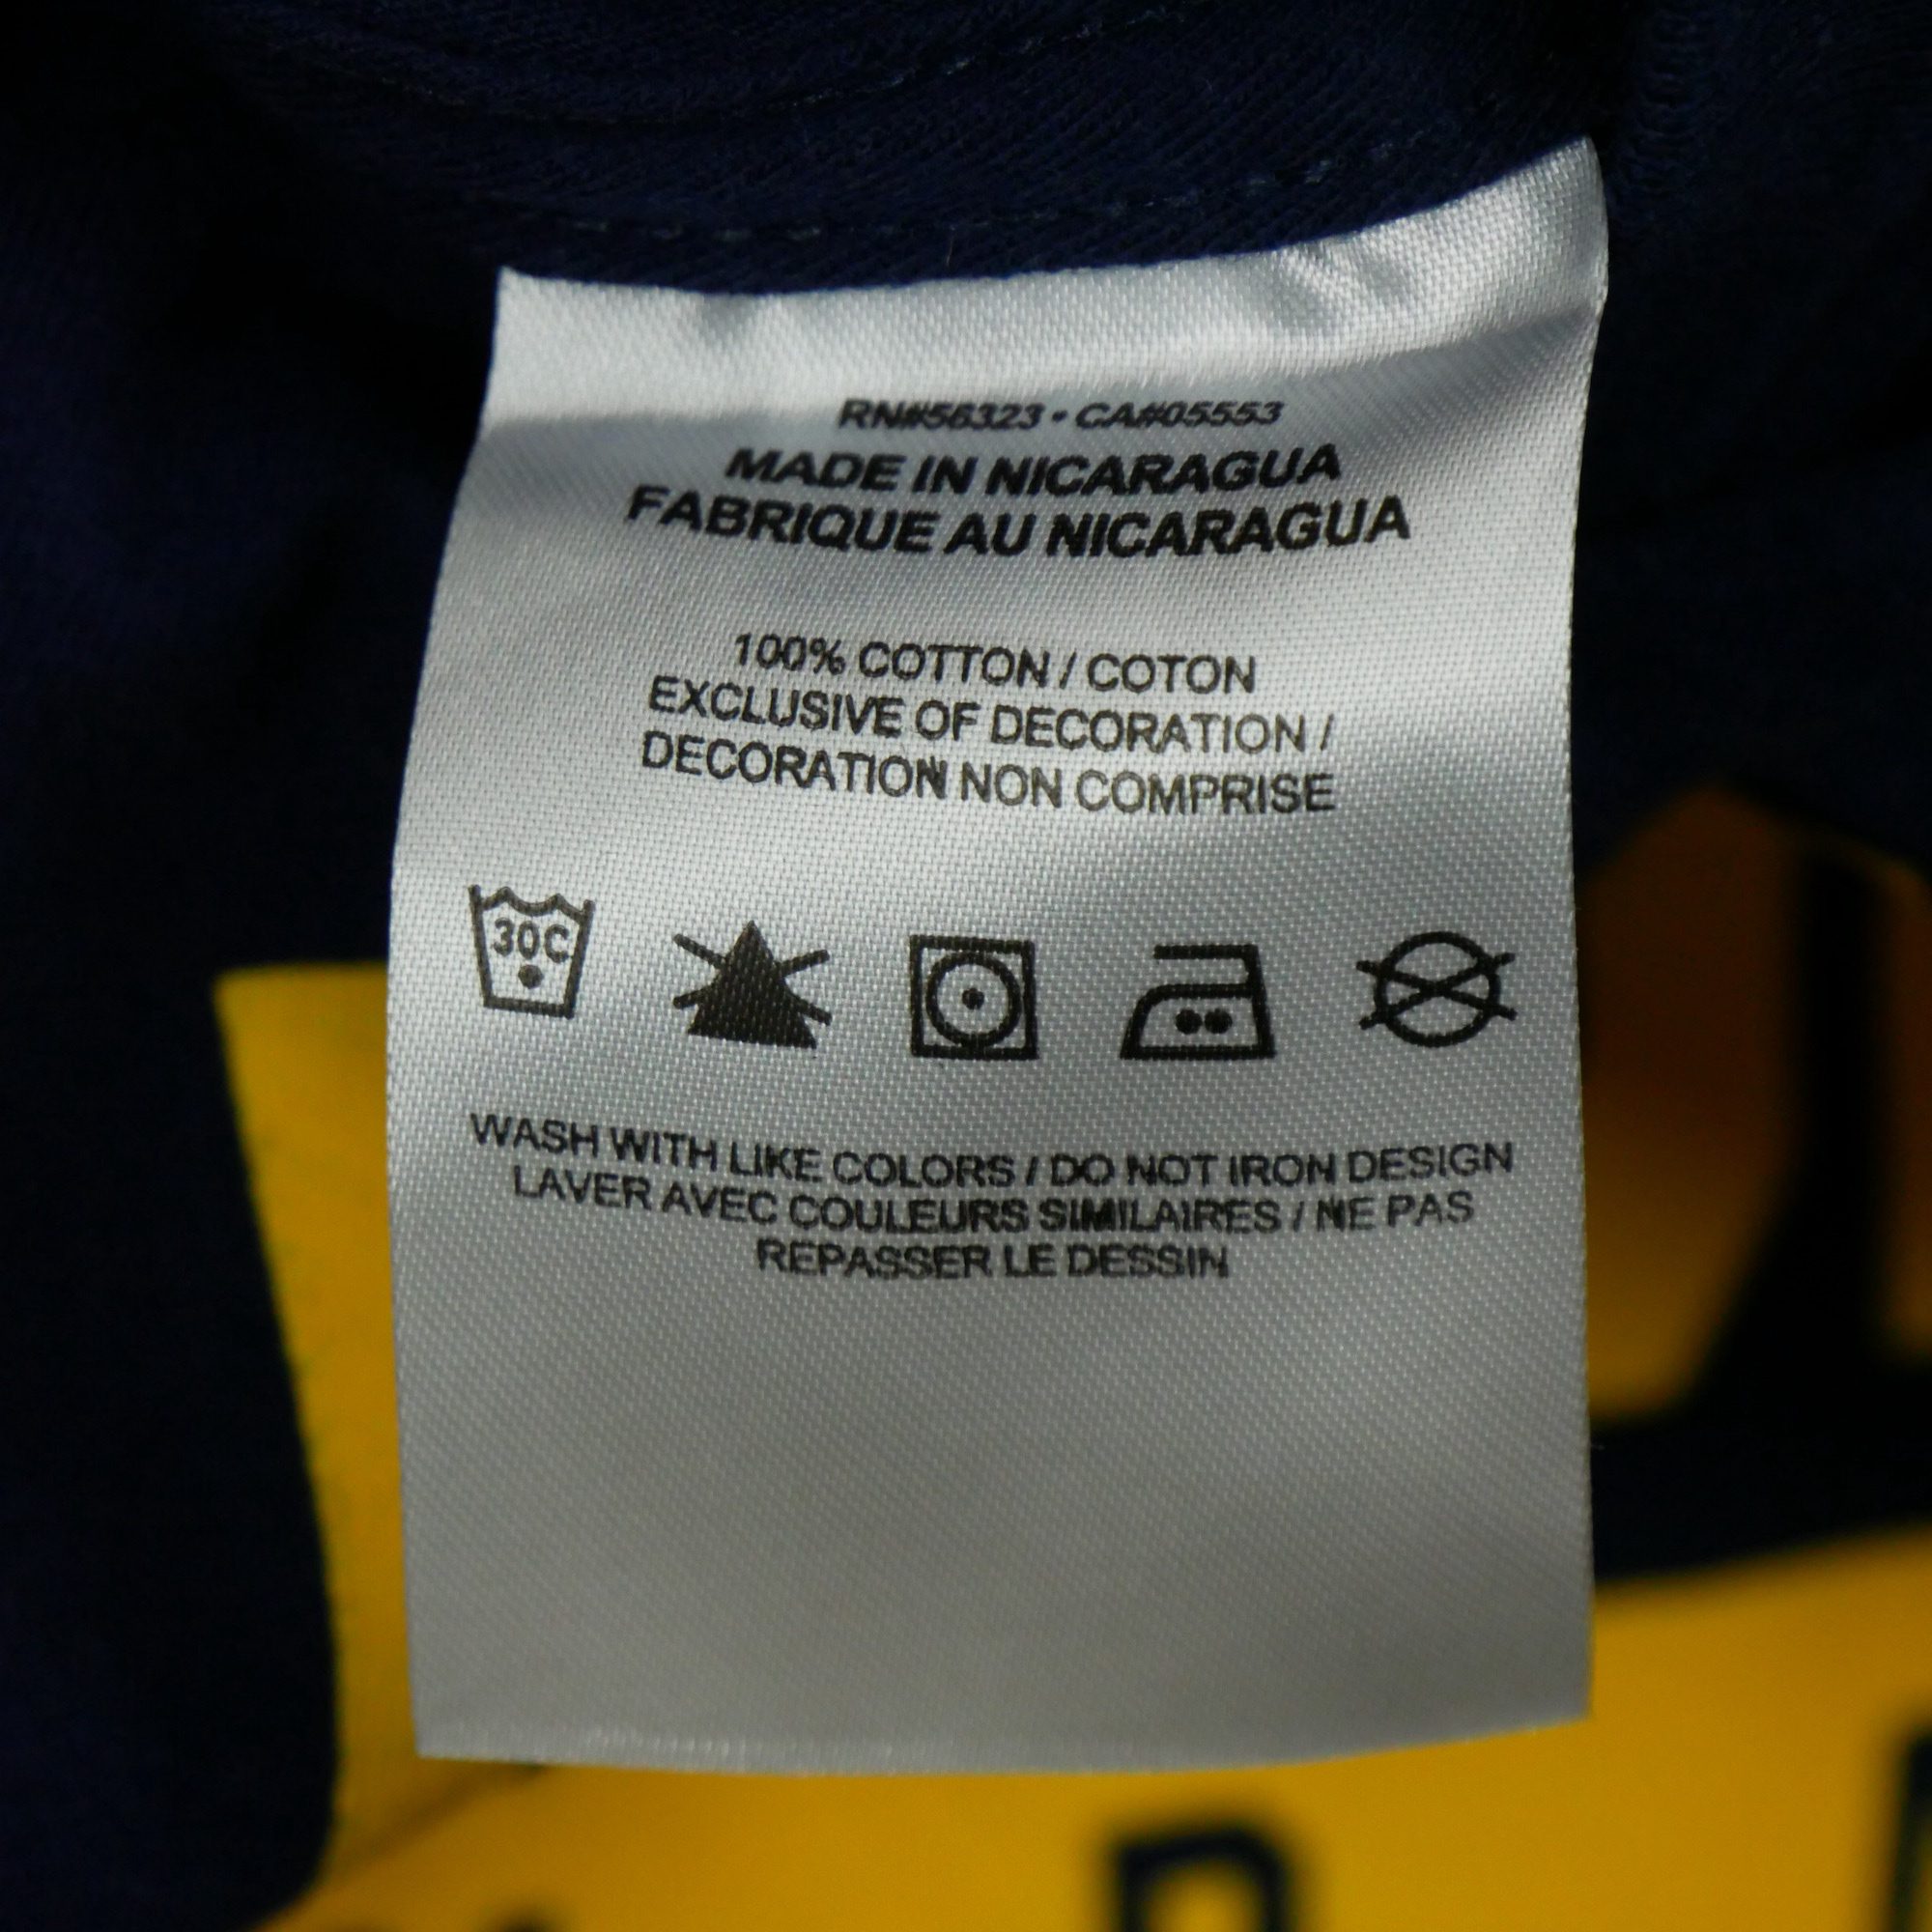 RN#56323 • CA#05553
MADE IN NICARAGUA
FABRIQUE AU NICARAGUA
100% COTTON / COTON
EXCLUSIVE OF DECORATION /
DECORATION NON COMPRISE
30C
WASH WITH LIKE COLORS / DO NOT IRON DESIGN
LAVER AVEC COULEURS SIMILAIRES / NE PAS
REPASSER LE DESSIN